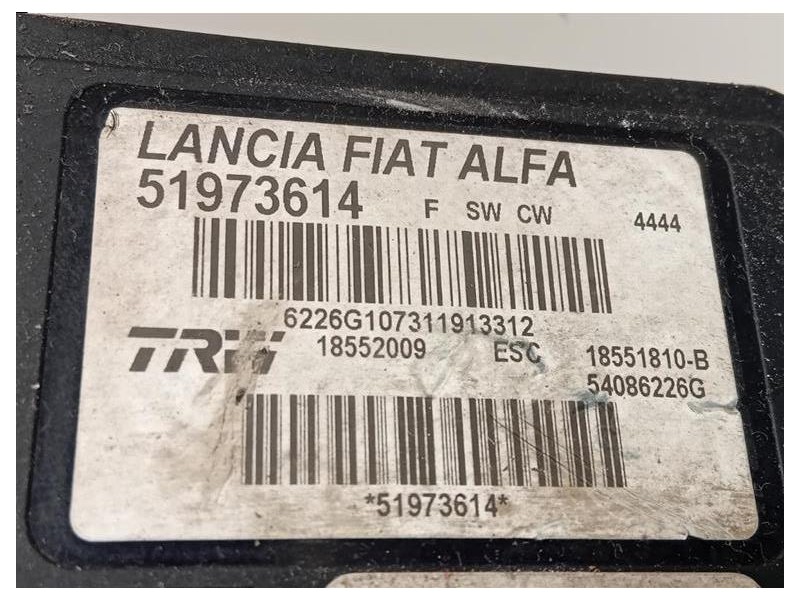 LANCIA FIAT ALFA
51973614 F SW CW 4444
6226G107311913312
TRW 18552009 ESC 18551810-B
54086226G
*51973614*